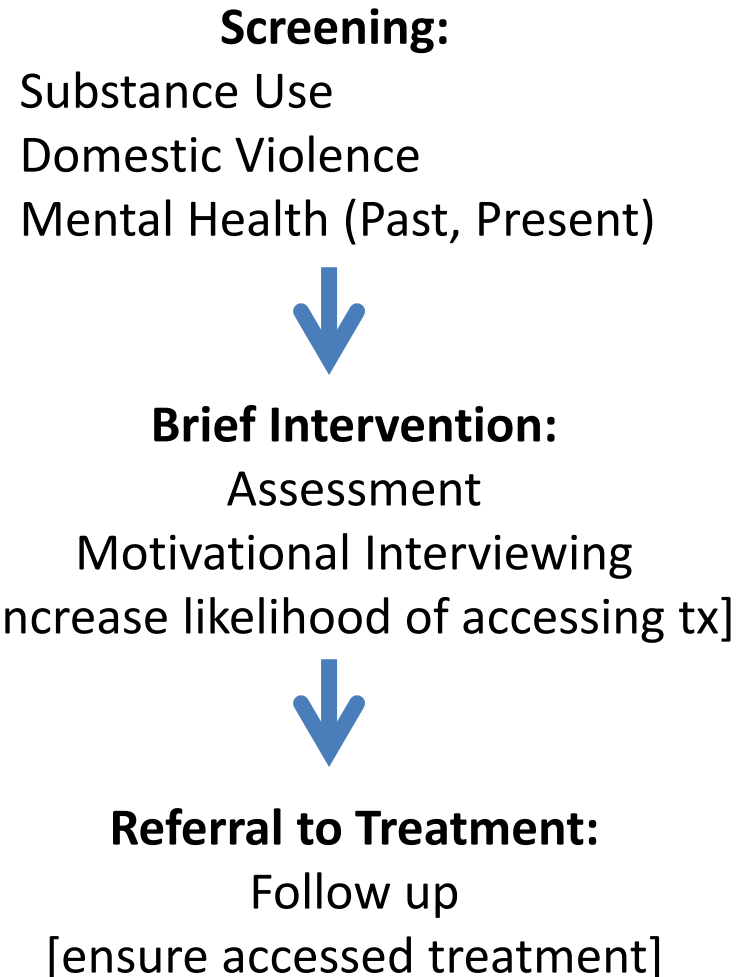 Screening:
Substance Use
Domestic Violence
Mental Health (Past, Present)
Brief Intervention:
Assessment
Motivational Interviewing
ncrease likelihood of accessing tx]
Referral to Treatment:
Follow up
[ensure accessed treatment]